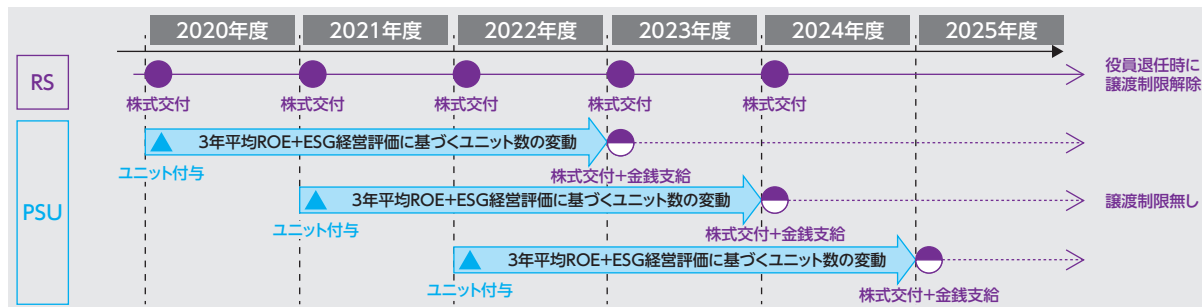 2020年度 2021年度 2022年度 2023年度 2024年度 2025年度
RS
株式交付 株式交付 株式交付 株式交付 株式交付
役員退任時に
譲渡制限解除
PSU
3年平均ROE+ESG経営評価に基づくユニット数の変動
ユニット付与
株式交付+金銭支給
3年平均ROE+ESG経営評価に基づくユニット数の変動
譲渡制限無し
ユニット付与
株式交付+金銭支給
3年平均ROE+ESG経営評価に基づくユニット数の変動
ユニット付与
株式交付+金銭支給